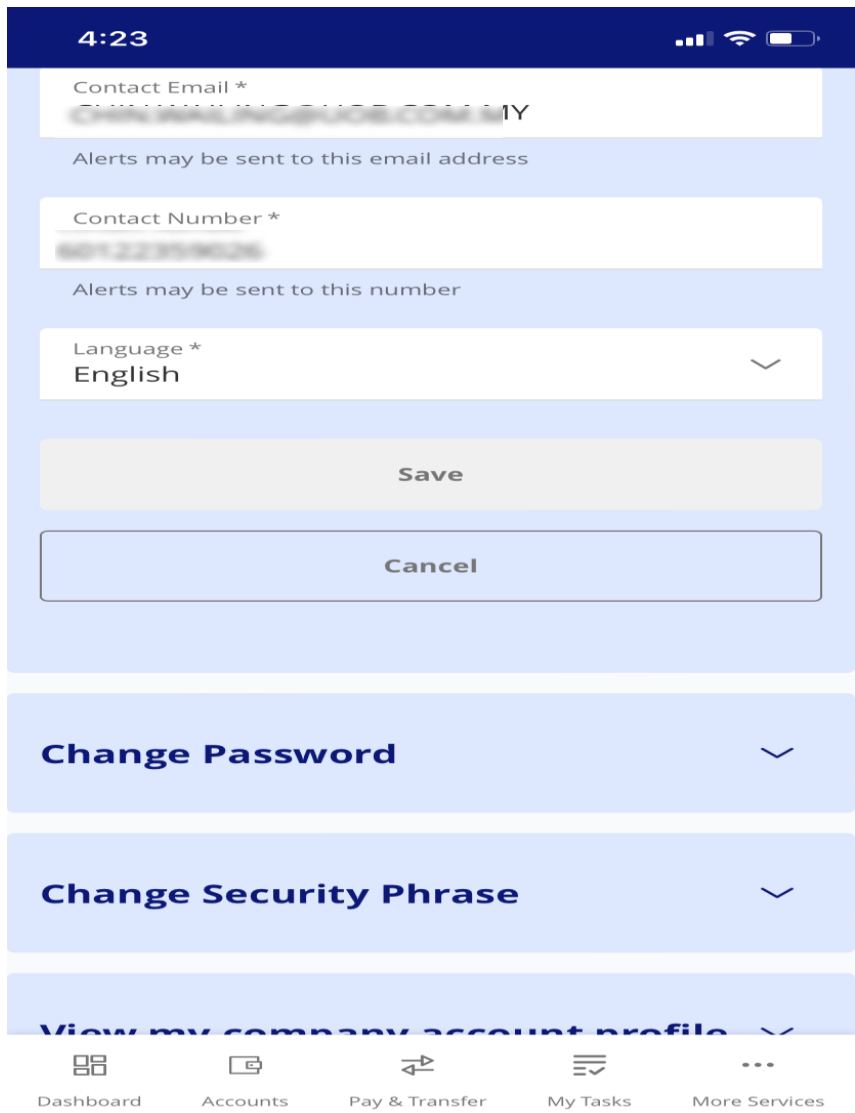 4:23
Contact Email *
MY
Alerts may be sent to this email address
Contact Number *
Alerts may be sent to this number
Language *
English
Save
Cancel
Change Password
Change Security Phrase
View my company account profile
Dashboard Accounts Pay & Transfer My Tasks More Services